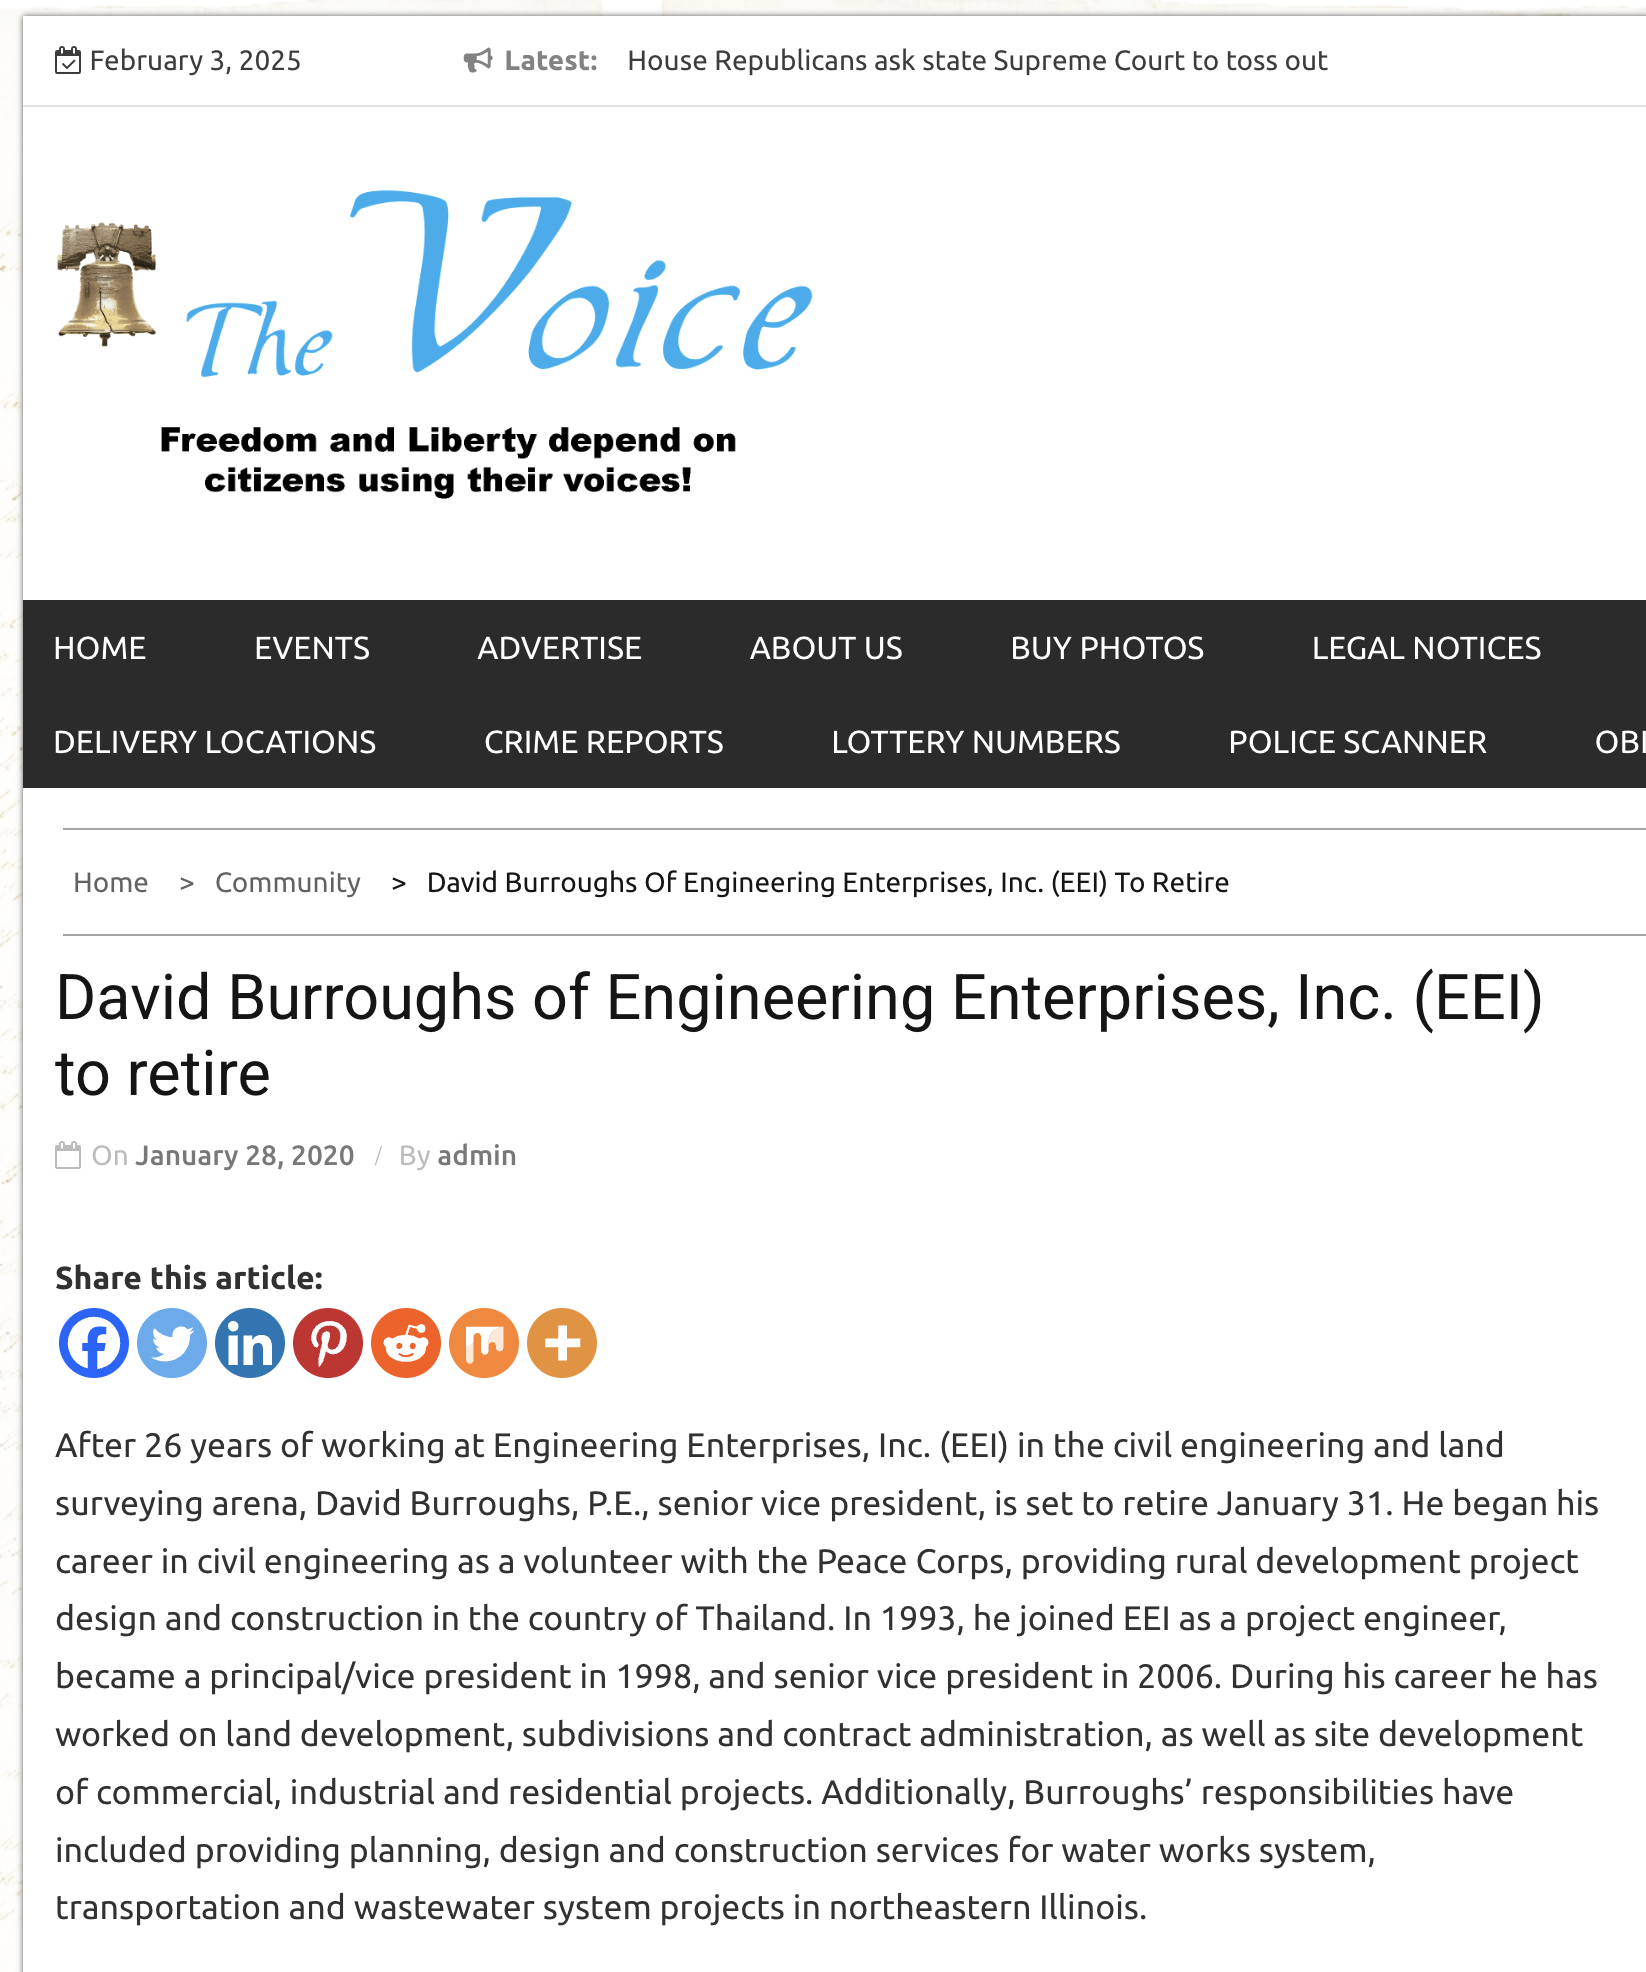 February 3, 2025 Latest: House Republicans ask state Supreme Court to toss out
The Voice
Freedom and Liberty depend on
citizens using their voices!
HOME EVENTS ADVERTISE ABOUT US BUY PHOTOS LEGAL NOTICES
DELIVERY LOCATIONS CRIME REPORTS LOTTERY NUMBERS POLICE SCANNER
Home > Community > David Burroughs Of Engineering Enterprises, Inc. (EEI) To Retire
David Burroughs of Engineering Enterprises, Inc. (EEI)
to retire
On January 28, 2020 / By admin
Share this article:
After 26 years of working at Engineering Enterprises, Inc. (EEI) in the civil engineering and land
surveying arena, David Burroughs, P.E., senior vice president, is set to retire January 31. He began his
career in civil engineering as a volunteer with the Peace Corps, providing rural development project
design and construction in the country of Thailand. In 1993, he joined EEI as a project engineer,
became a principal/vice president in 1998, and senior vice president in 2006. During his career he has
worked on land development, subdivisions and contract administration, as well as site development
of commercial, industrial and residential projects. Additionally, Burroughs’ responsibilities have
included providing planning, design and construction services for water works system,
transportation and wastewater system projects in northeastern Illinois.